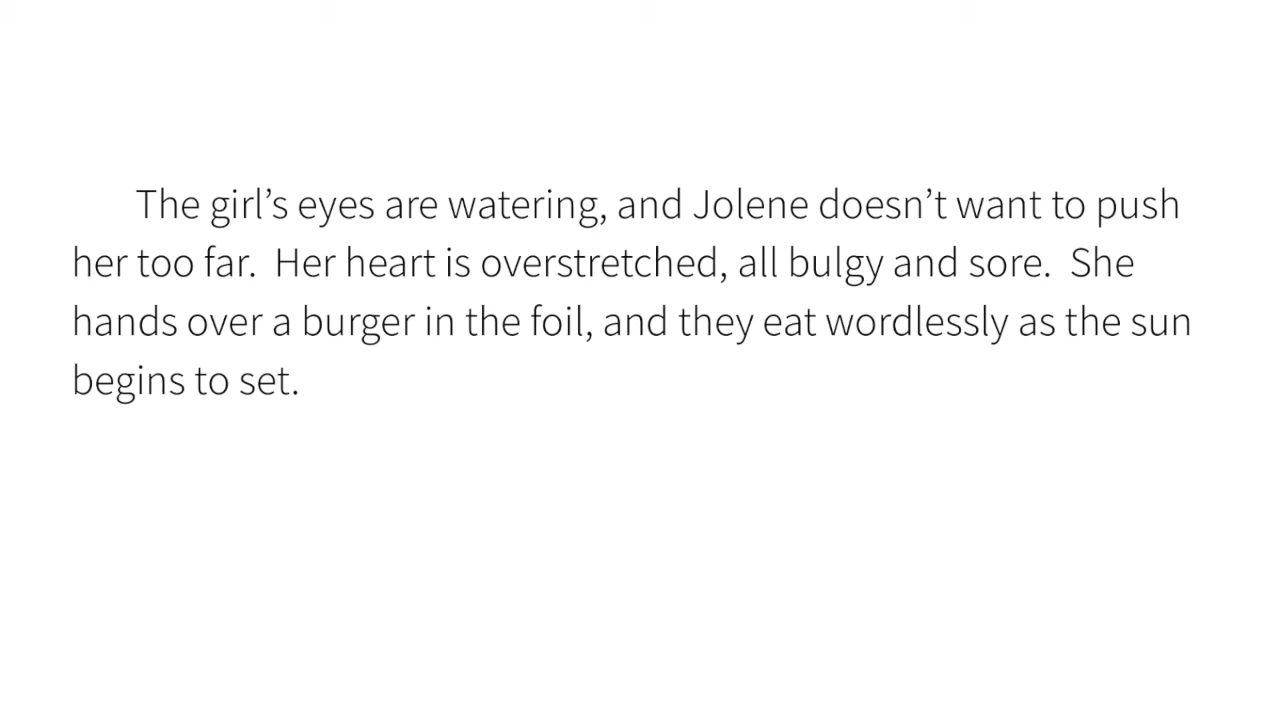 The girl’s eyes are watering, and Jolene doesn’t want to push
her too far.  Her heart is overstretched, all bulgy and sore.  She
hands over a burger in the foil, and they eat wordlessly as the sun
begins to set.